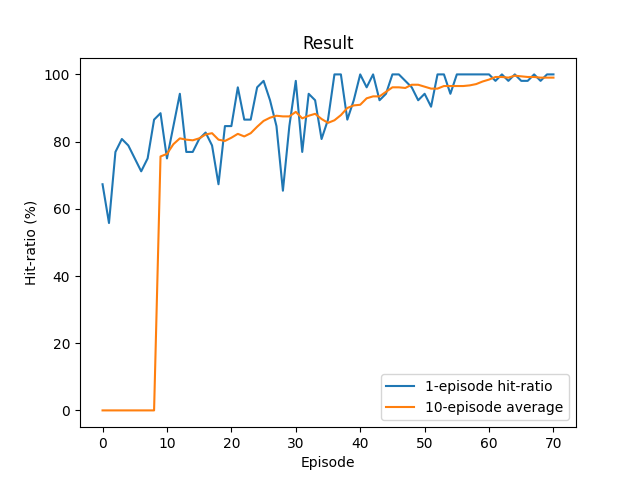 Result
Hit-ratio (%)
100
80
60
40
20
0
0 10 20 30 40 50 60 70
Episode
1-episode hit-ratio
10-episode average